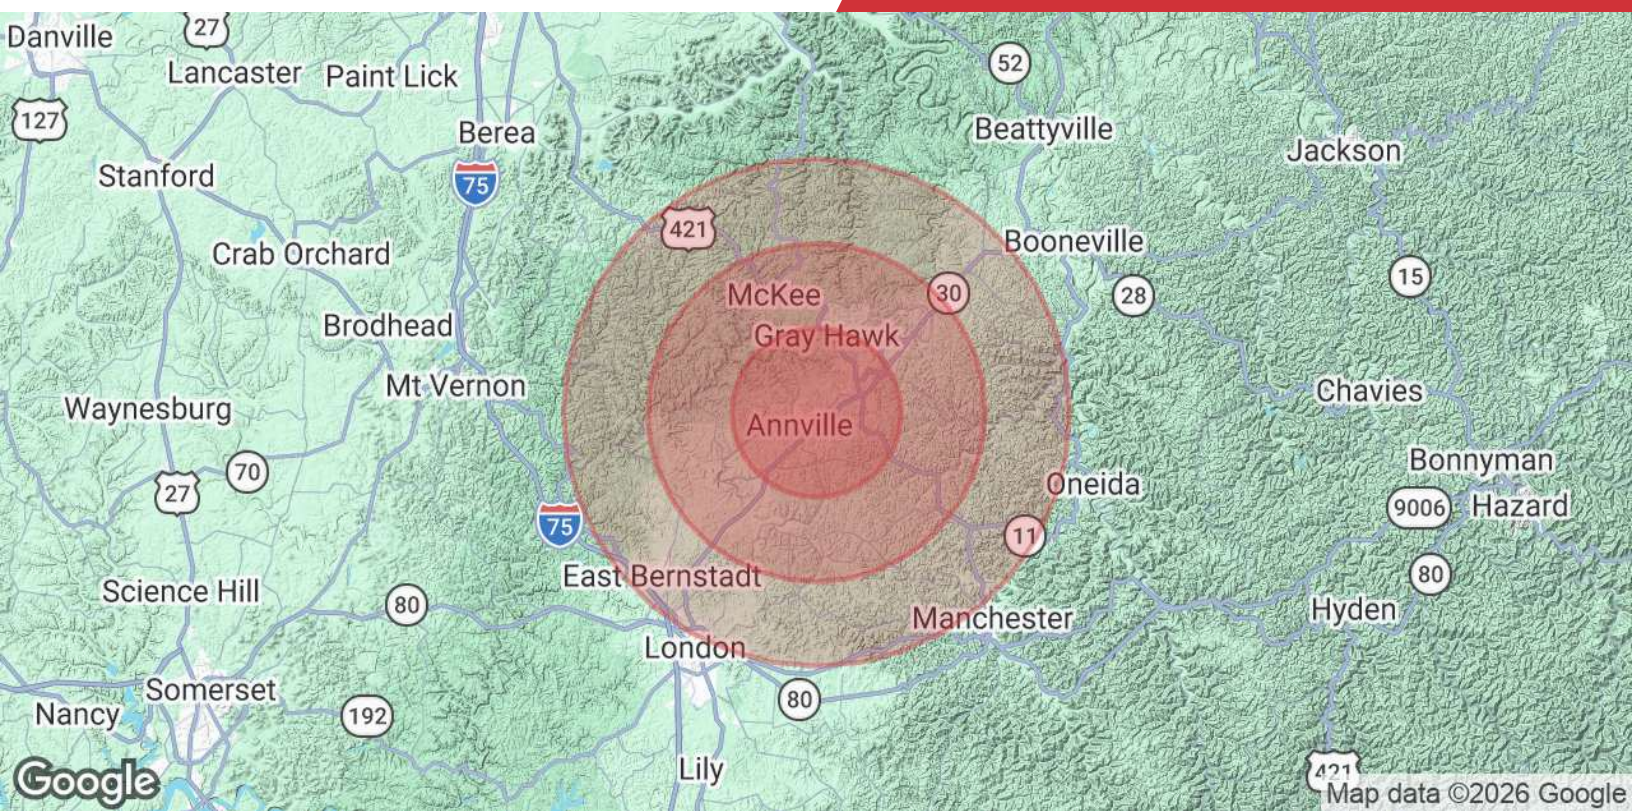 Danville
27
Lancaster
Paint Lick
52
127
Berea
Beattyville
Jackson
Stanford
75
421
Crab Orchard
Booneville
15
McKee
30
28
Brodhead
Gray Hawk
Mt Vernon
Chavies
Waynesburg
Annville
70
Bonnyman
27
Oneida
9006
Hazard
75
11
East Bernstadt
80
Science Hill
80
Hyden
Manchester
London
Somerset
80
Nancy
192
Lily
421
Google
Map data ©2026 Google